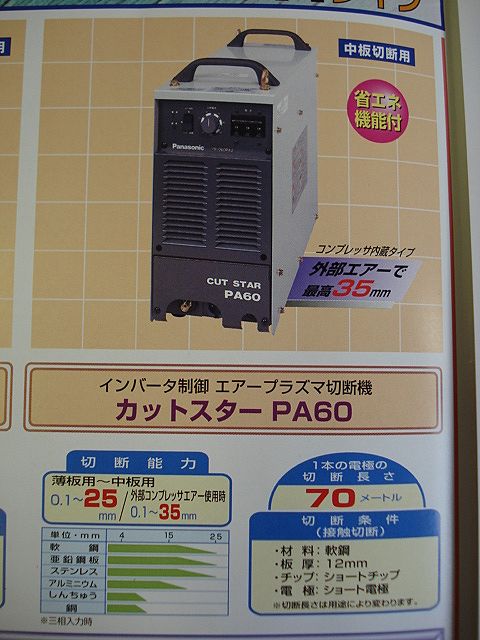 用
中板切断用
省エネ
機能付
Panasonic
CUT STAR
PA60
コンプレッサ内蔵タイプ
外部エアーで
最高35mm
インバータ制御 エアープラズマ切断機
カットスター PA60
切断能力
薄板用〜中板用
0.1〜25mm/外部コンプレッサエアー使用時
0.1〜35mm
単位・mm 4 15 25
軟鋼
亜鉛鋼板
ステンレス
アルミニウム
しんちゅう
銅
※三相入力時
1本の電極の
切断長さ
70メートル
切断条件
(接触切断)
・材料:軟鋼
・板厚:12mm
・チップ:ショートチップ
・電極:ショート電極
※切断長さは用途により変わります。